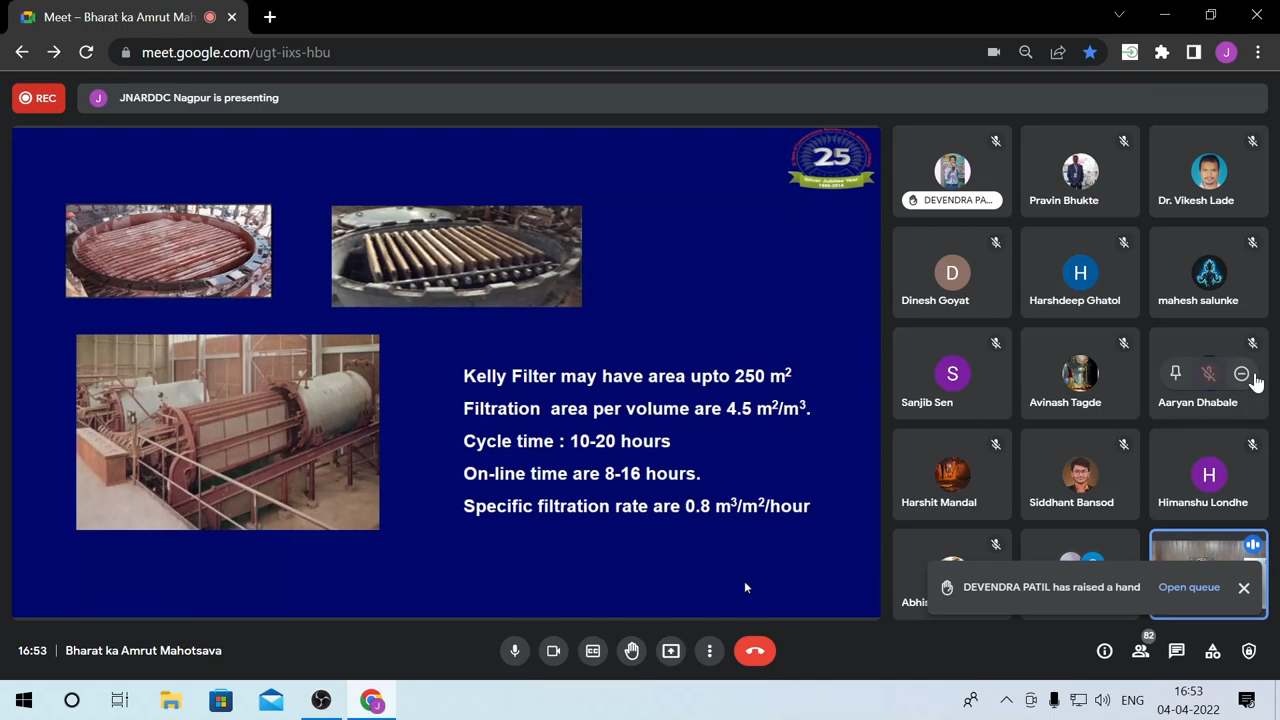 Meet – Bharat ka Amrut Mah
meet.google.com/ugt-iixs-hbu
J
REC
J
JNARDDC Nagpur is presenting
25
Silver Jubilee Year
Kelly Filter may have area upto 250 m²
Filtration area per volume are 4.5 m²/m³.
Cycle time : 10-20 hours
On-line time are 8-16 hours.
Specific filtration rate are 0.8 m³/m²/hour
DEVENDRA PA...
Pravin Bhukte
Dr. Vikesh Lade
D
Dinesh Goyat
H
Harshdeep Ghatol
mahesh salunke
S
Sanjib Sen
Avinash Tagde
Aaryan Dhabale
Harshit Mandal
Siddhant Bansod
H
Himanshu Londhe
Abhis
DEVENDRA PATIL has raised a hand
Open queue
16:53
Bharat ka Amrut Mahotsava
82
J
ENG
16:53
04-04-2022